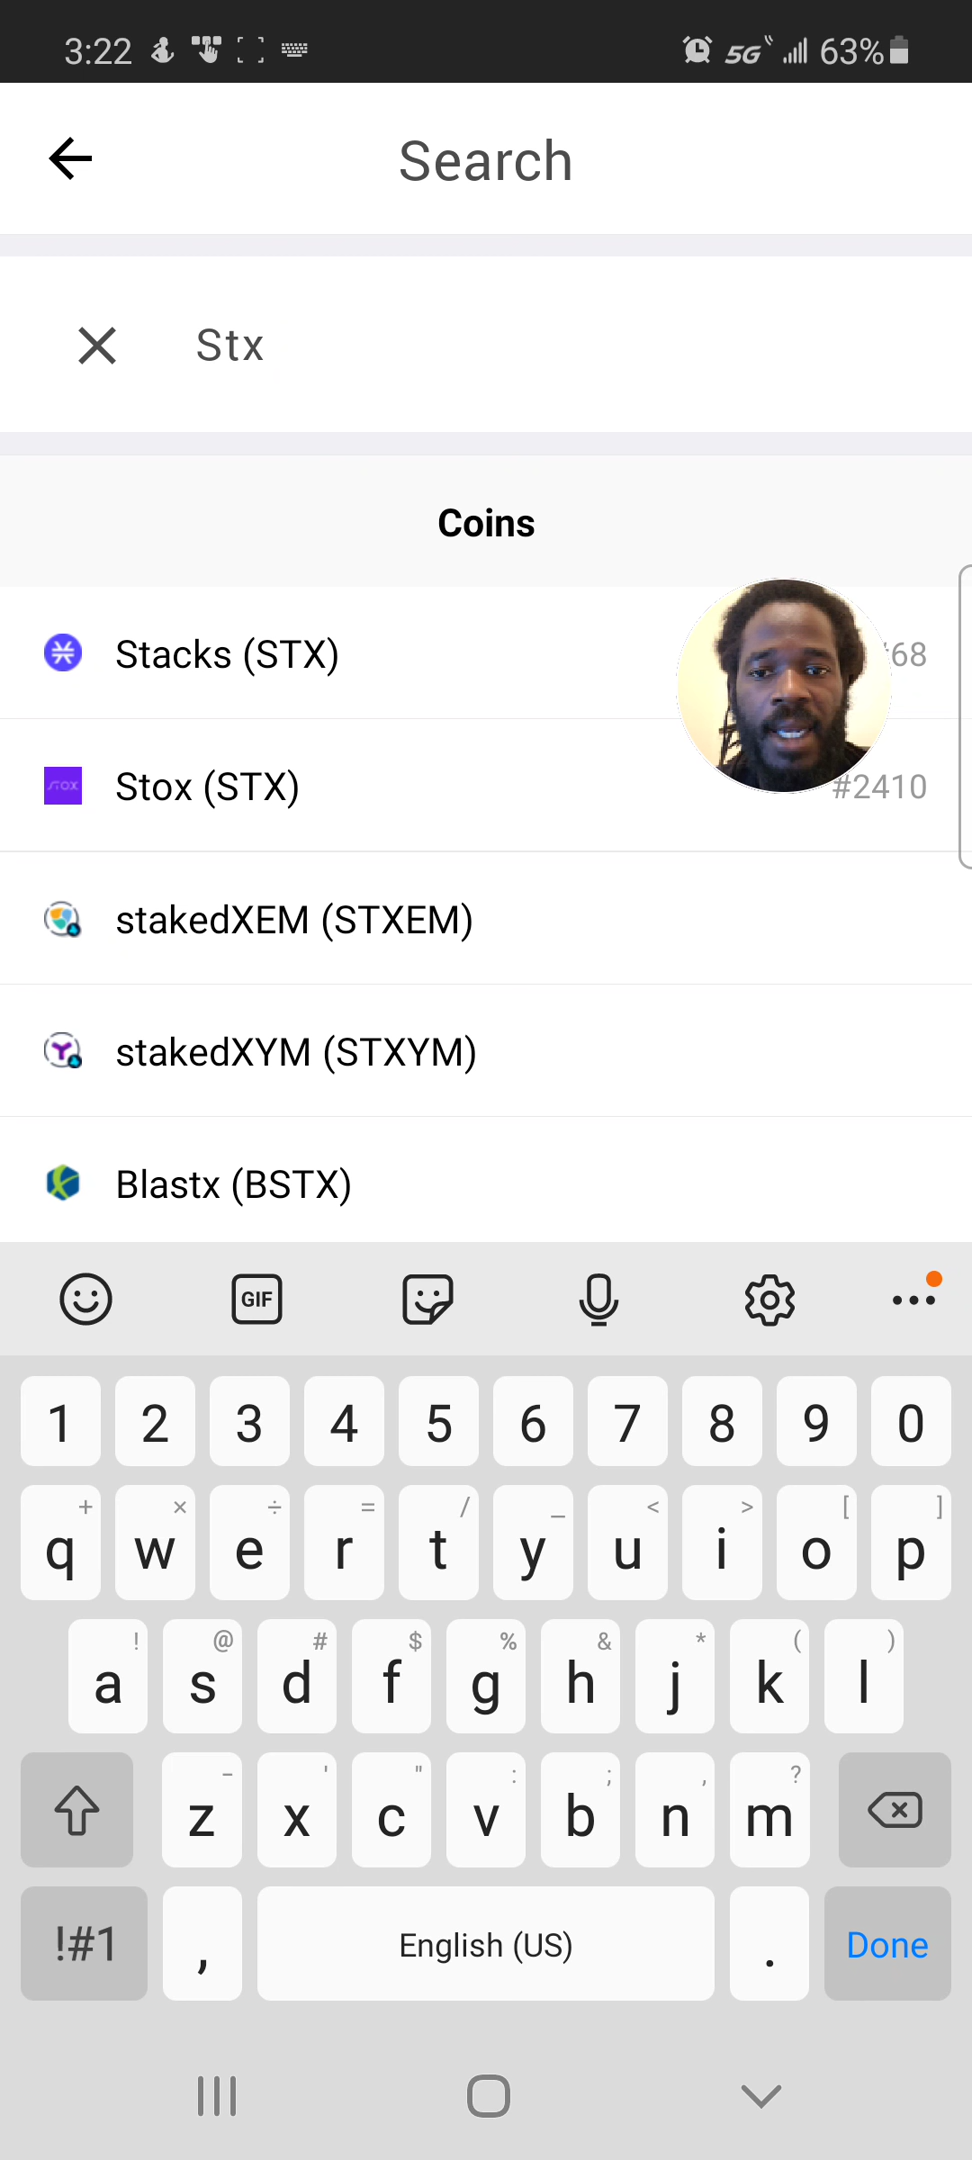 3:22 5G 63%
Search
Stx
Coins
Stacks (STX) 68
Stox (STX) #2410
stakedXEM (STXEM)
stakedXYM (STXYM)
Blastx (BSTX)
GIF
1 2 3 4 5 6 7 8 9 0
+ × ÷ = / _ < > [ ]
q w e r t y u i o p
! @ # $ % & * ( )
a s d f g h j k l
- ' " : ; , ?
z x c v b n m
!#1 , English (US) . Done